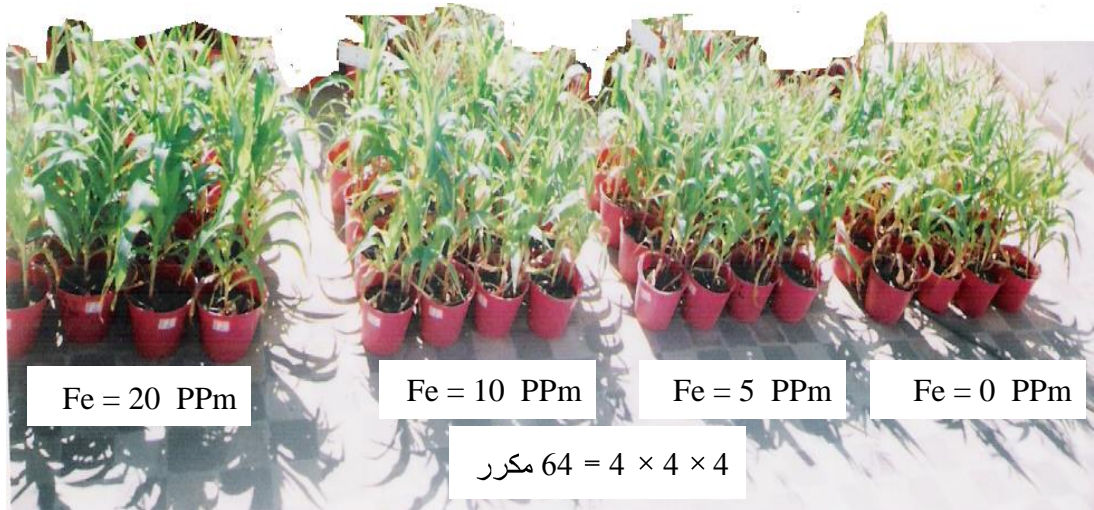 Fe = 20 PPm
Fe = 10 PPm
Fe = 5 PPm
Fe = 0 PPm
4 × 4 × 4 = 64 مكرر